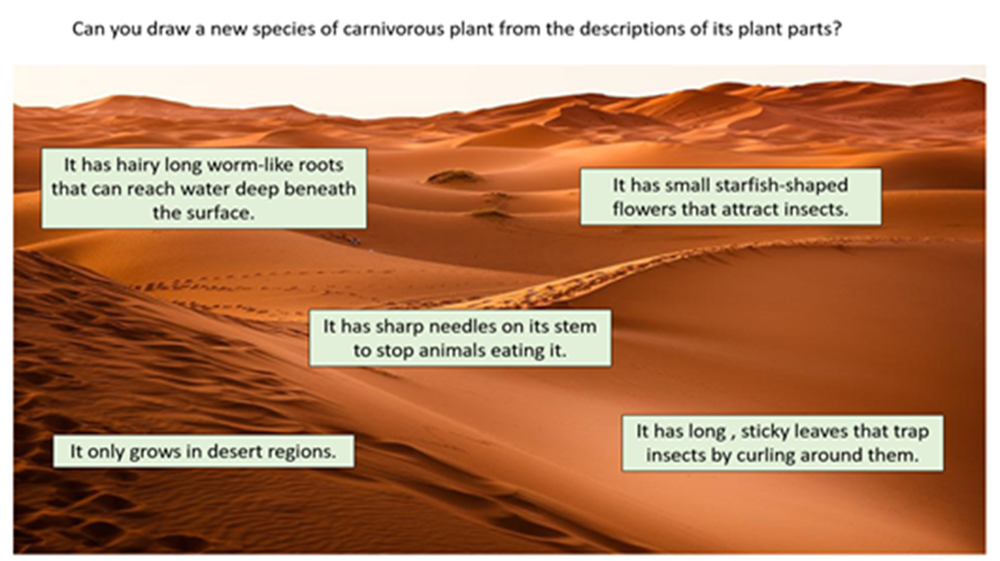 Can you draw a new species of carnivorous plant from the descriptions of its plant parts?
It has hairy long worm-like roots
that can reach water deep beneath
the surface.
It has small starfish-shaped
flowers that attract insects.
It has sharp needles on its stem
to stop animals eating it.
It only grows in desert regions.
It has long , sticky leaves that trap
insects by curling around them.